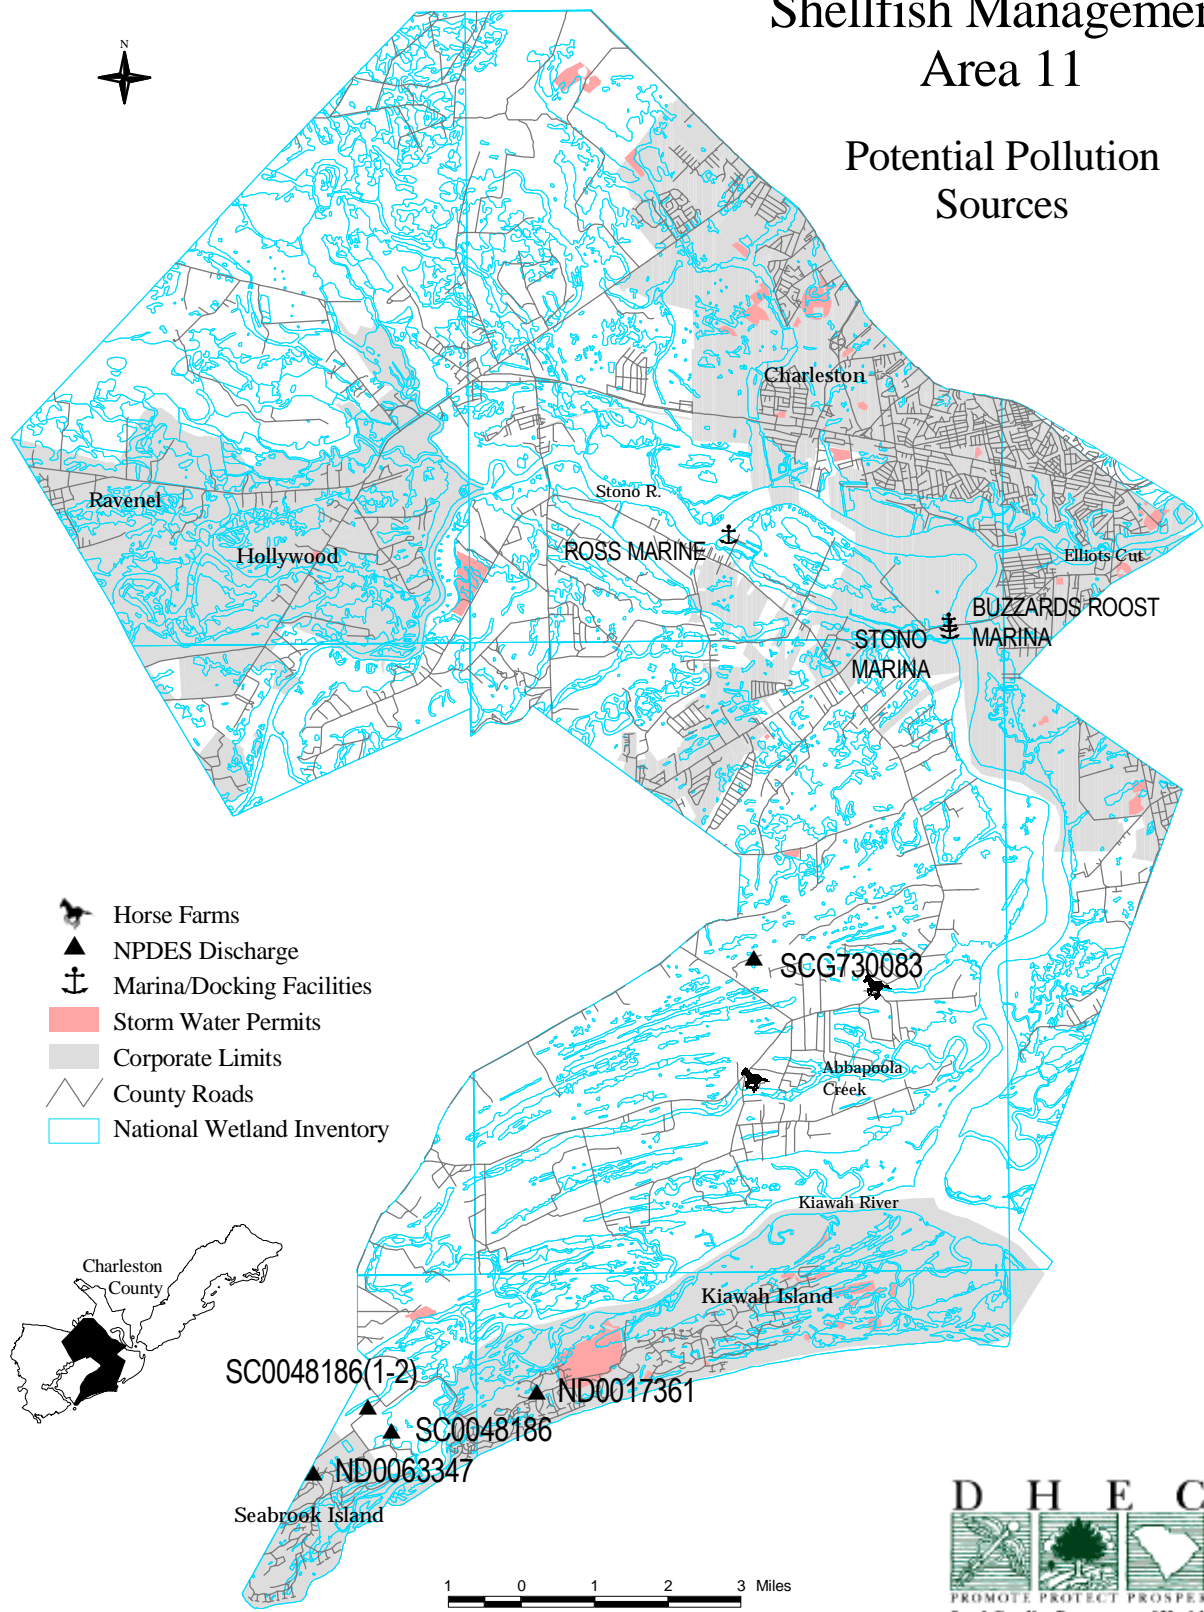 Shellfish Managemen
Area 11
Potential Pollution
Sources
N
Charleston
Ravenel
Stono R.
Hollywood
ROSS MARINE
Elliots Cut
BUZZARDS ROOST
MARINA
STONO
MARINA
Horse Farms
NPDES Discharge
Marina/Docking Facilities
Storm Water Permits
Corporate Limits
County Roads
National Wetland Inventory
SCG730083
Abbapoola
Creek
Kiawah River
Charleston
County
Kiawah Island
SC0048186(1-2)
ND0017361
SC0048186
ND0063347
Seabrook Island
1 0 1 2 3 Miles
D H E C
PROMOTE PROTECT PROSPER